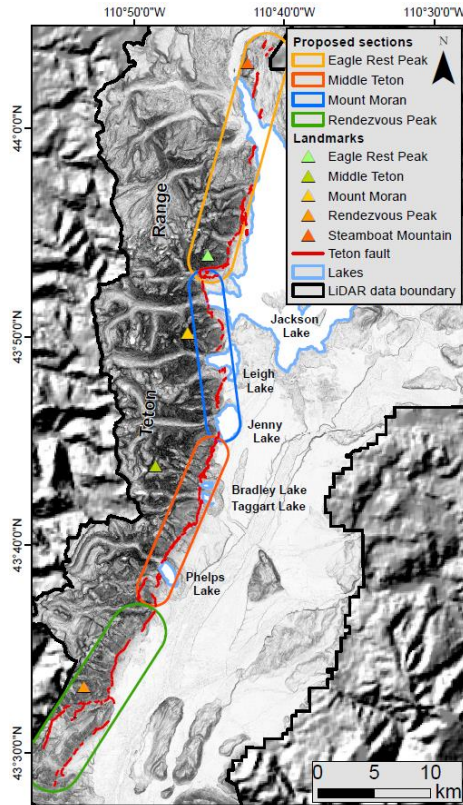 110°50'0"W
110°40'0"W
110°30'0"W
Proposed sections
Eagle Rest Peak
Middle Teton
Mount Moran
Rendezvous Peak
Landmarks
Eagle Rest Peak
Middle Teton
Mount Moran
Rendezvous Peak
Steamboat Mountain
Teton fault
Lakes
LiDAR data boundary
N
44°0'0"N
43°50'0"N
43°40'0"N
43°30'0"N
Range
Teton
Jackson
Lake
Leigh
Lake
Jenny
Lake
Bradley Lake
Taggart Lake
Phelps
Lake
0 5 10
km